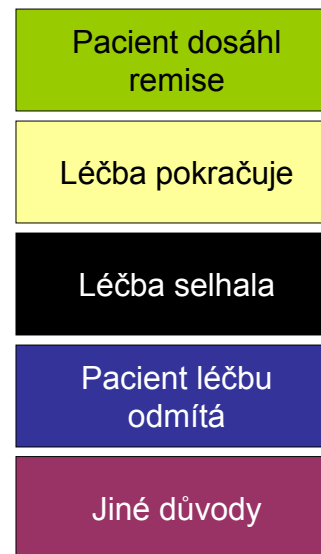 Pacient dosáhl
remise
Léčba pokračuje
Léčba selhala
Pacient léčbu
odmítá
Jiné důvody